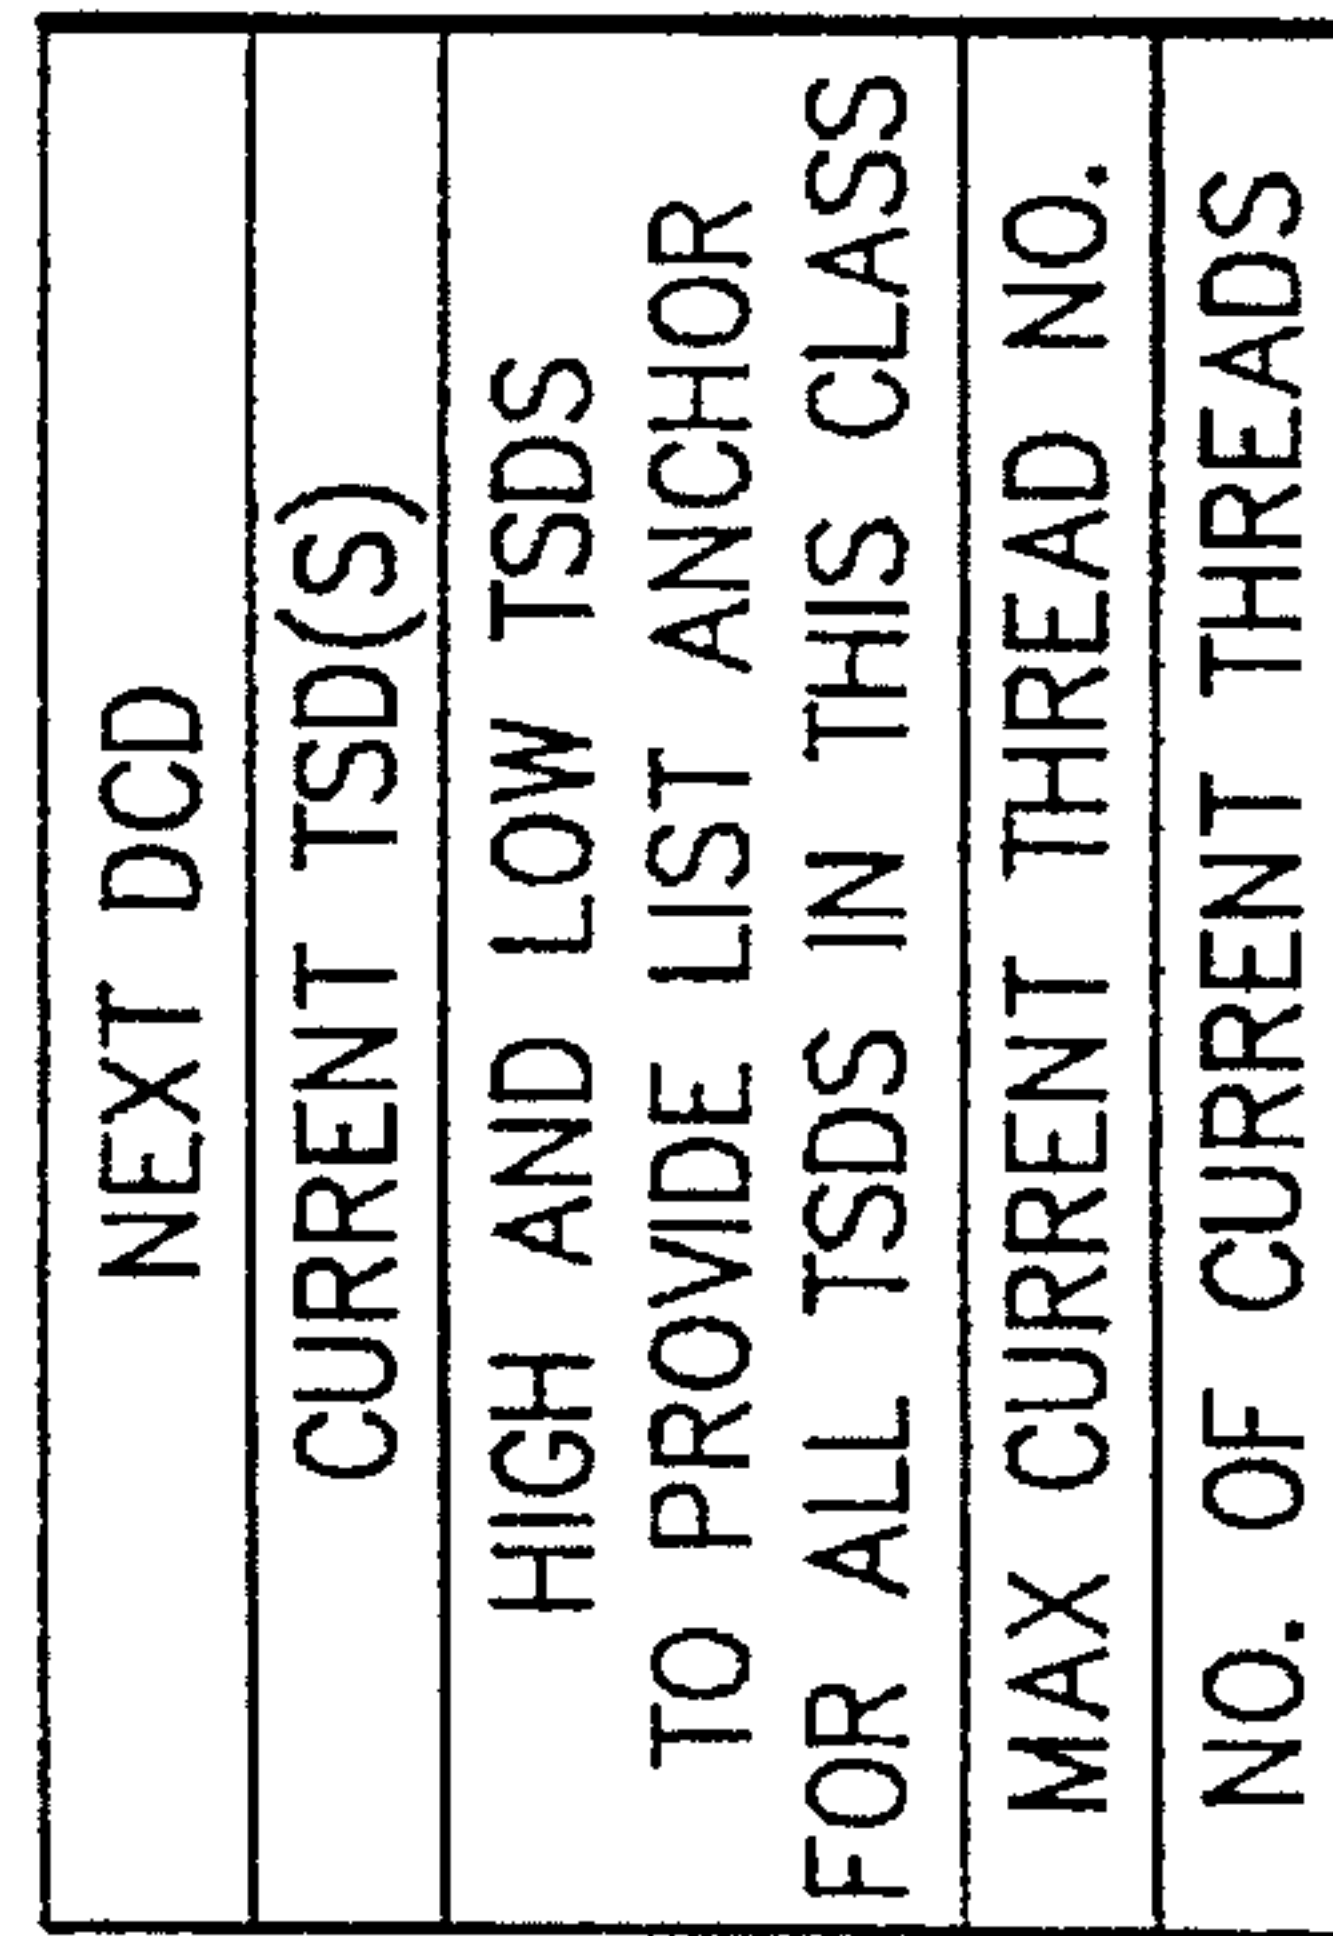 NEXT DCD
CURRENT TSD(S)
HIGH AND LOW TSDS
TO PROVIDE LIST ANCHOR
FOR ALL TSDS IN THIS CLASS
MAX CURRENT THREAD NO.
NO. OF CURRENT THREADS